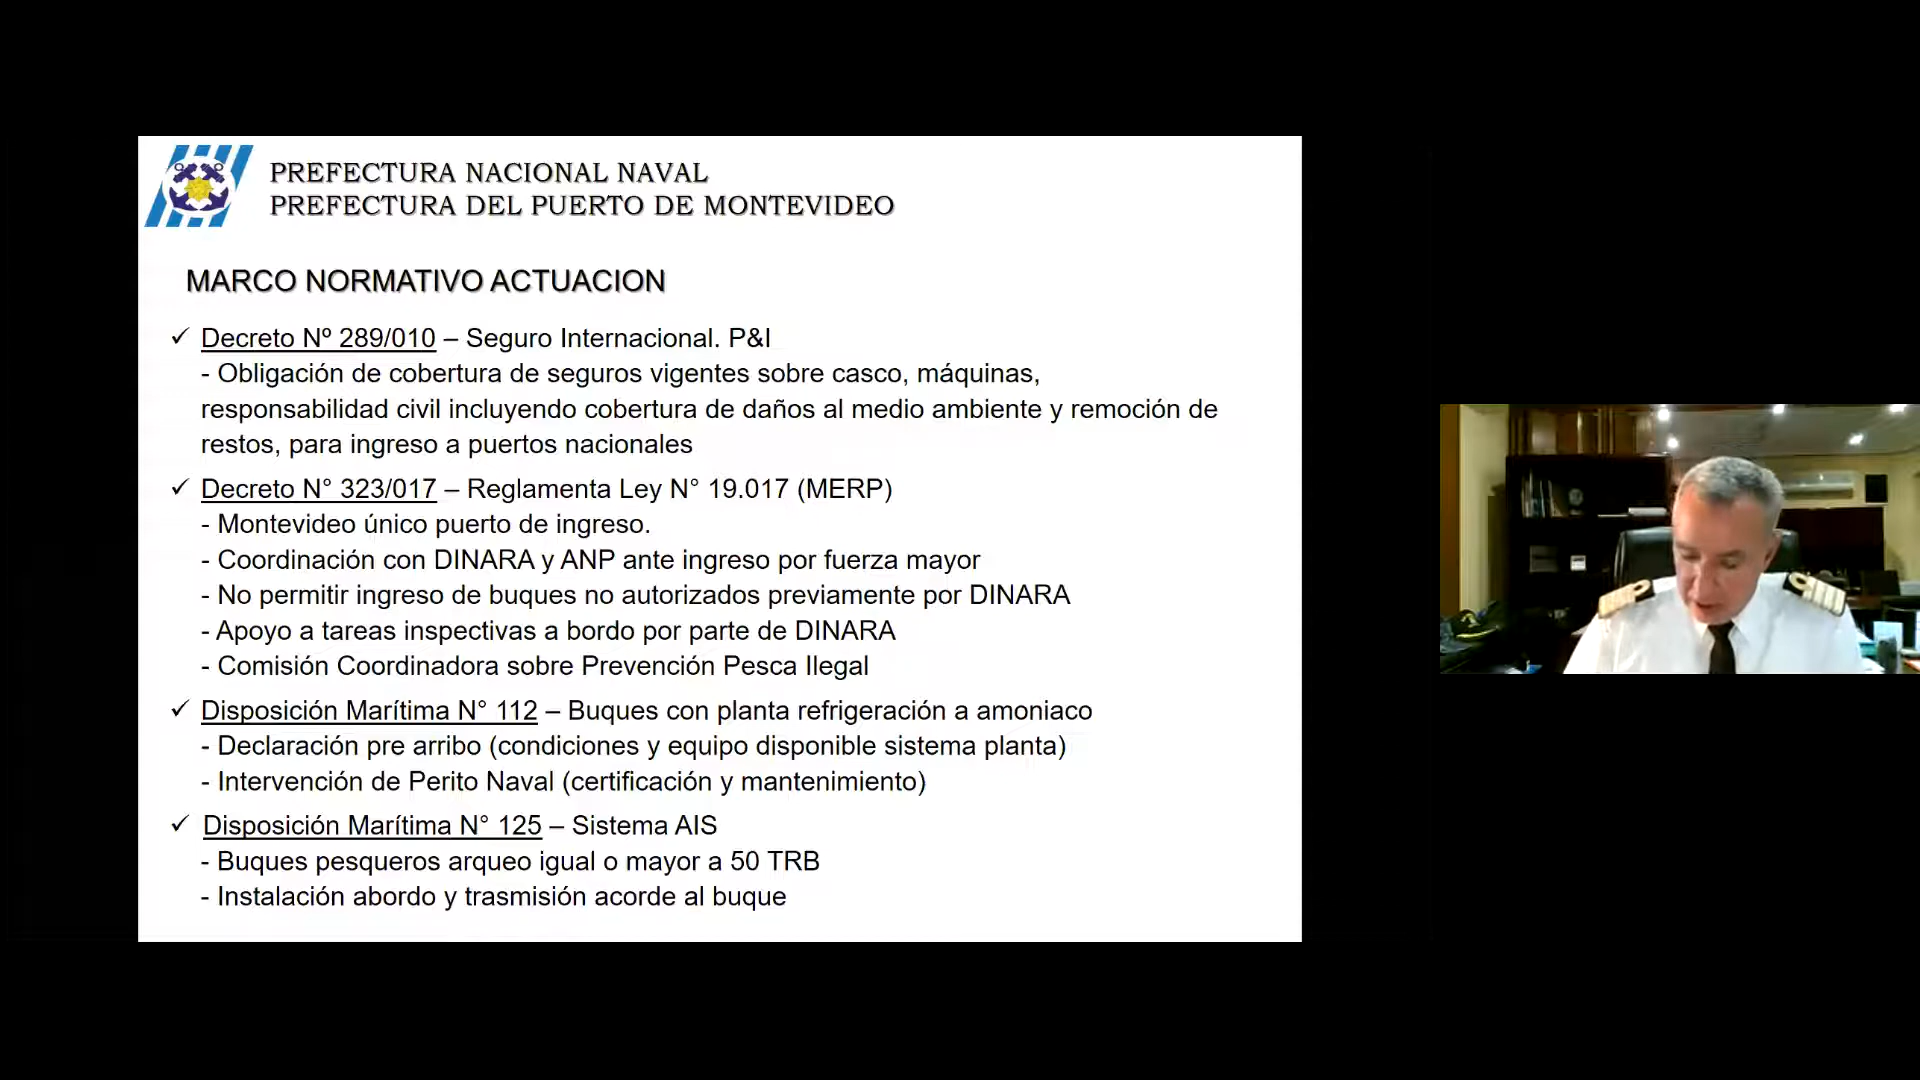 PREFECTURA NACIONAL NAVAL
PREFECTURA DEL PUERTO DE MONTEVIDEO
MARCO NORMATIVO ACTUACION
✓ Decreto Nº 289/010 – Seguro Internacional. P&I
- Obligación de cobertura de seguros vigentes sobre casco, máquinas,
responsabilidad civil incluyendo cobertura de daños al medio ambiente y remoción de
restos, para ingreso a puertos nacionales
✓ Decreto N° 323/017 – Reglamenta Ley N° 19.017 (MERP)
- Montevideo único puerto de ingreso.
- Coordinación con DINARA y ANP ante ingreso por fuerza mayor
- No permitir ingreso de buques no autorizados previamente por DINARA
- Apoyo a tareas inspectivas a bordo por parte de DINARA
- Comisión Coordinadora sobre Prevención Pesca Ilegal
✓ Disposición Marítima N° 112 – Buques con planta refrigeración a amoniaco
- Declaración pre arribo (condiciones y equipo disponible sistema planta)
- Intervención de Perito Naval (certificación y mantenimiento)
✓ Disposición Marítima N° 125 – Sistema AIS
- Buques pesqueros arqueo igual o mayor a 50 TRB
- Instalación abordo y trasmisión acorde al buque